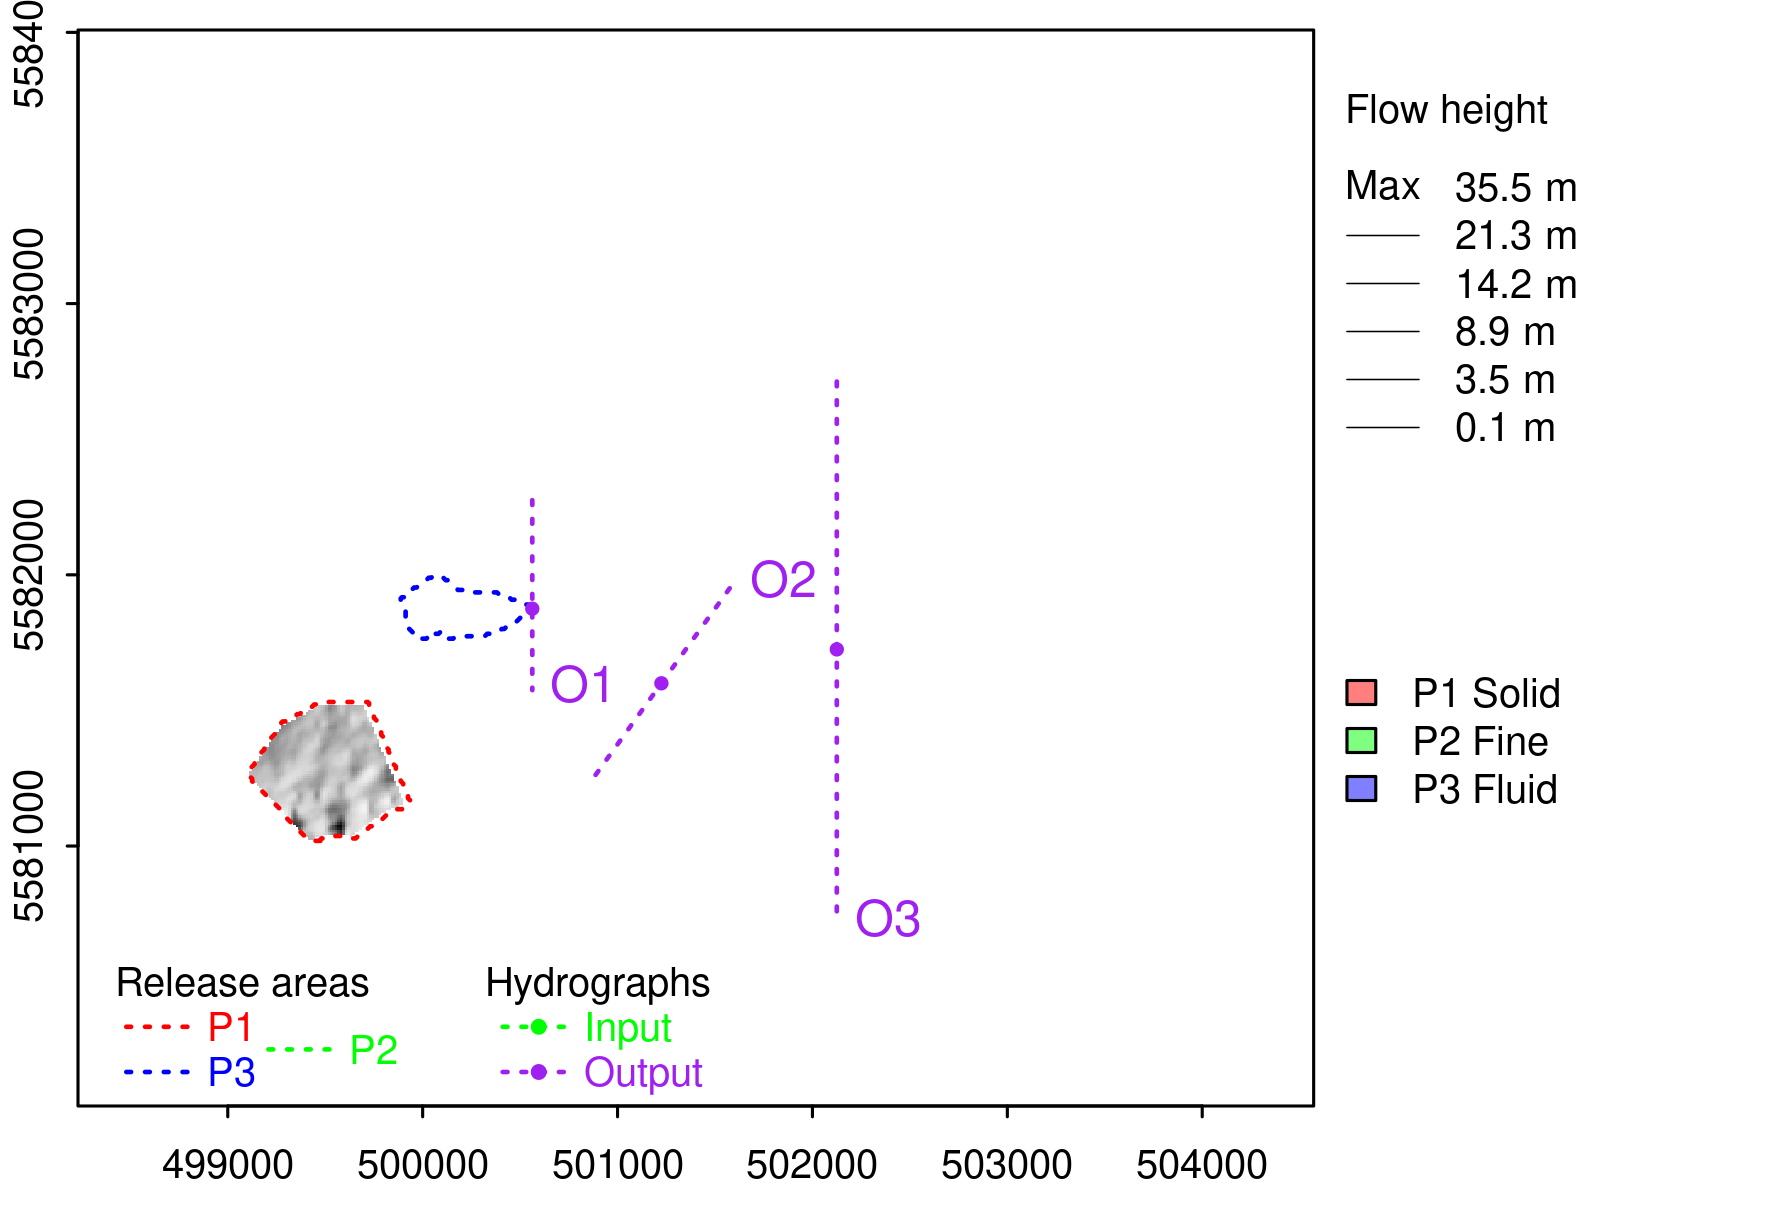 55840
5583000
5582000
5581000
499000 500000 501000 502000 503000 504000
O1
O2
O3
Release areas
P1
P2
P3
Hydrographs
Input
Output
Flow height
Max 35.5 m
21.3 m
14.2 m
8.9 m
3.5 m
0.1 m
P1 Solid
P2 Fine
P3 Fluid